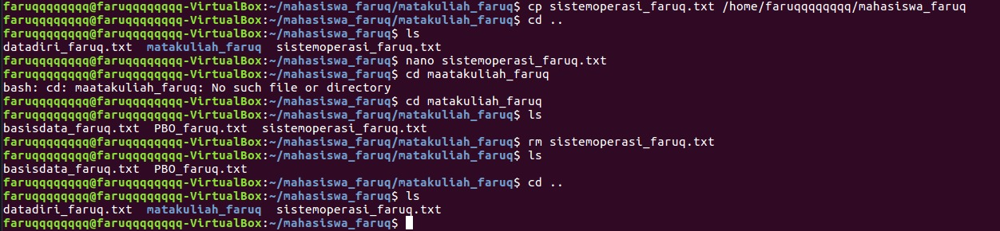 faruqqqqqqqq@faruqqqqqqqq-VirtualBox:~/mahasiswa_faruq/matakuliah_faruq$ cp sistemoperasi_faruq.txt /home/faruqqqqqqqq/mahasiswa_faruq
faruqqqqqqqq@faruqqqqqqqq-VirtualBox:~/mahasiswa_faruq/matakuliah_faruq$ cd ..
faruqqqqqqqq@faruqqqqqqqq-VirtualBox:~/mahasiswa_faruq$ ls
datadiri_faruq.txt  matakuliah_faruq  sistemoperasi_faruq.txt
faruqqqqqqqq@faruqqqqqqqq-VirtualBox:~/mahasiswa_faruq$ nano sistemoperasi_faruq.txt
faruqqqqqqqq@faruqqqqqqqq-VirtualBox:~/mahasiswa_faruq$ cd maatakuliah_faruq
bash: cd: maatakuliah_faruq: No such file or directory
faruqqqqqqqq@faruqqqqqqqq-VirtualBox:~/mahasiswa_faruq$ cd matakuliah_faruq
faruqqqqqqqq@faruqqqqqqqq-VirtualBox:~/mahasiswa_faruq/matakuliah_faruq$ ls
basisdata_faruq.txt  PBO_faruq.txt  sistemoperasi_faruq.txt
faruqqqqqqqq@faruqqqqqqqq-VirtualBox:~/mahasiswa_faruq/matakuliah_faruq$ rm sistemoperasi_faruq.txt
faruqqqqqqqq@faruqqqqqqqq-VirtualBox:~/mahasiswa_faruq/matakuliah_faruq$ ls
basisdata_faruq.txt  PBO_faruq.txt
faruqqqqqqqq@faruqqqqqqqq-VirtualBox:~/mahasiswa_faruq/matakuliah_faruq$ cd ..
faruqqqqqqqq@faruqqqqqqqq-VirtualBox:~/mahasiswa_faruq$ ls
datadiri_faruq.txt  matakuliah_faruq  sistemoperasi_faruq.txt
faruqqqqqqqq@faruqqqqqqqq-VirtualBox:~/mahasiswa_faruq$